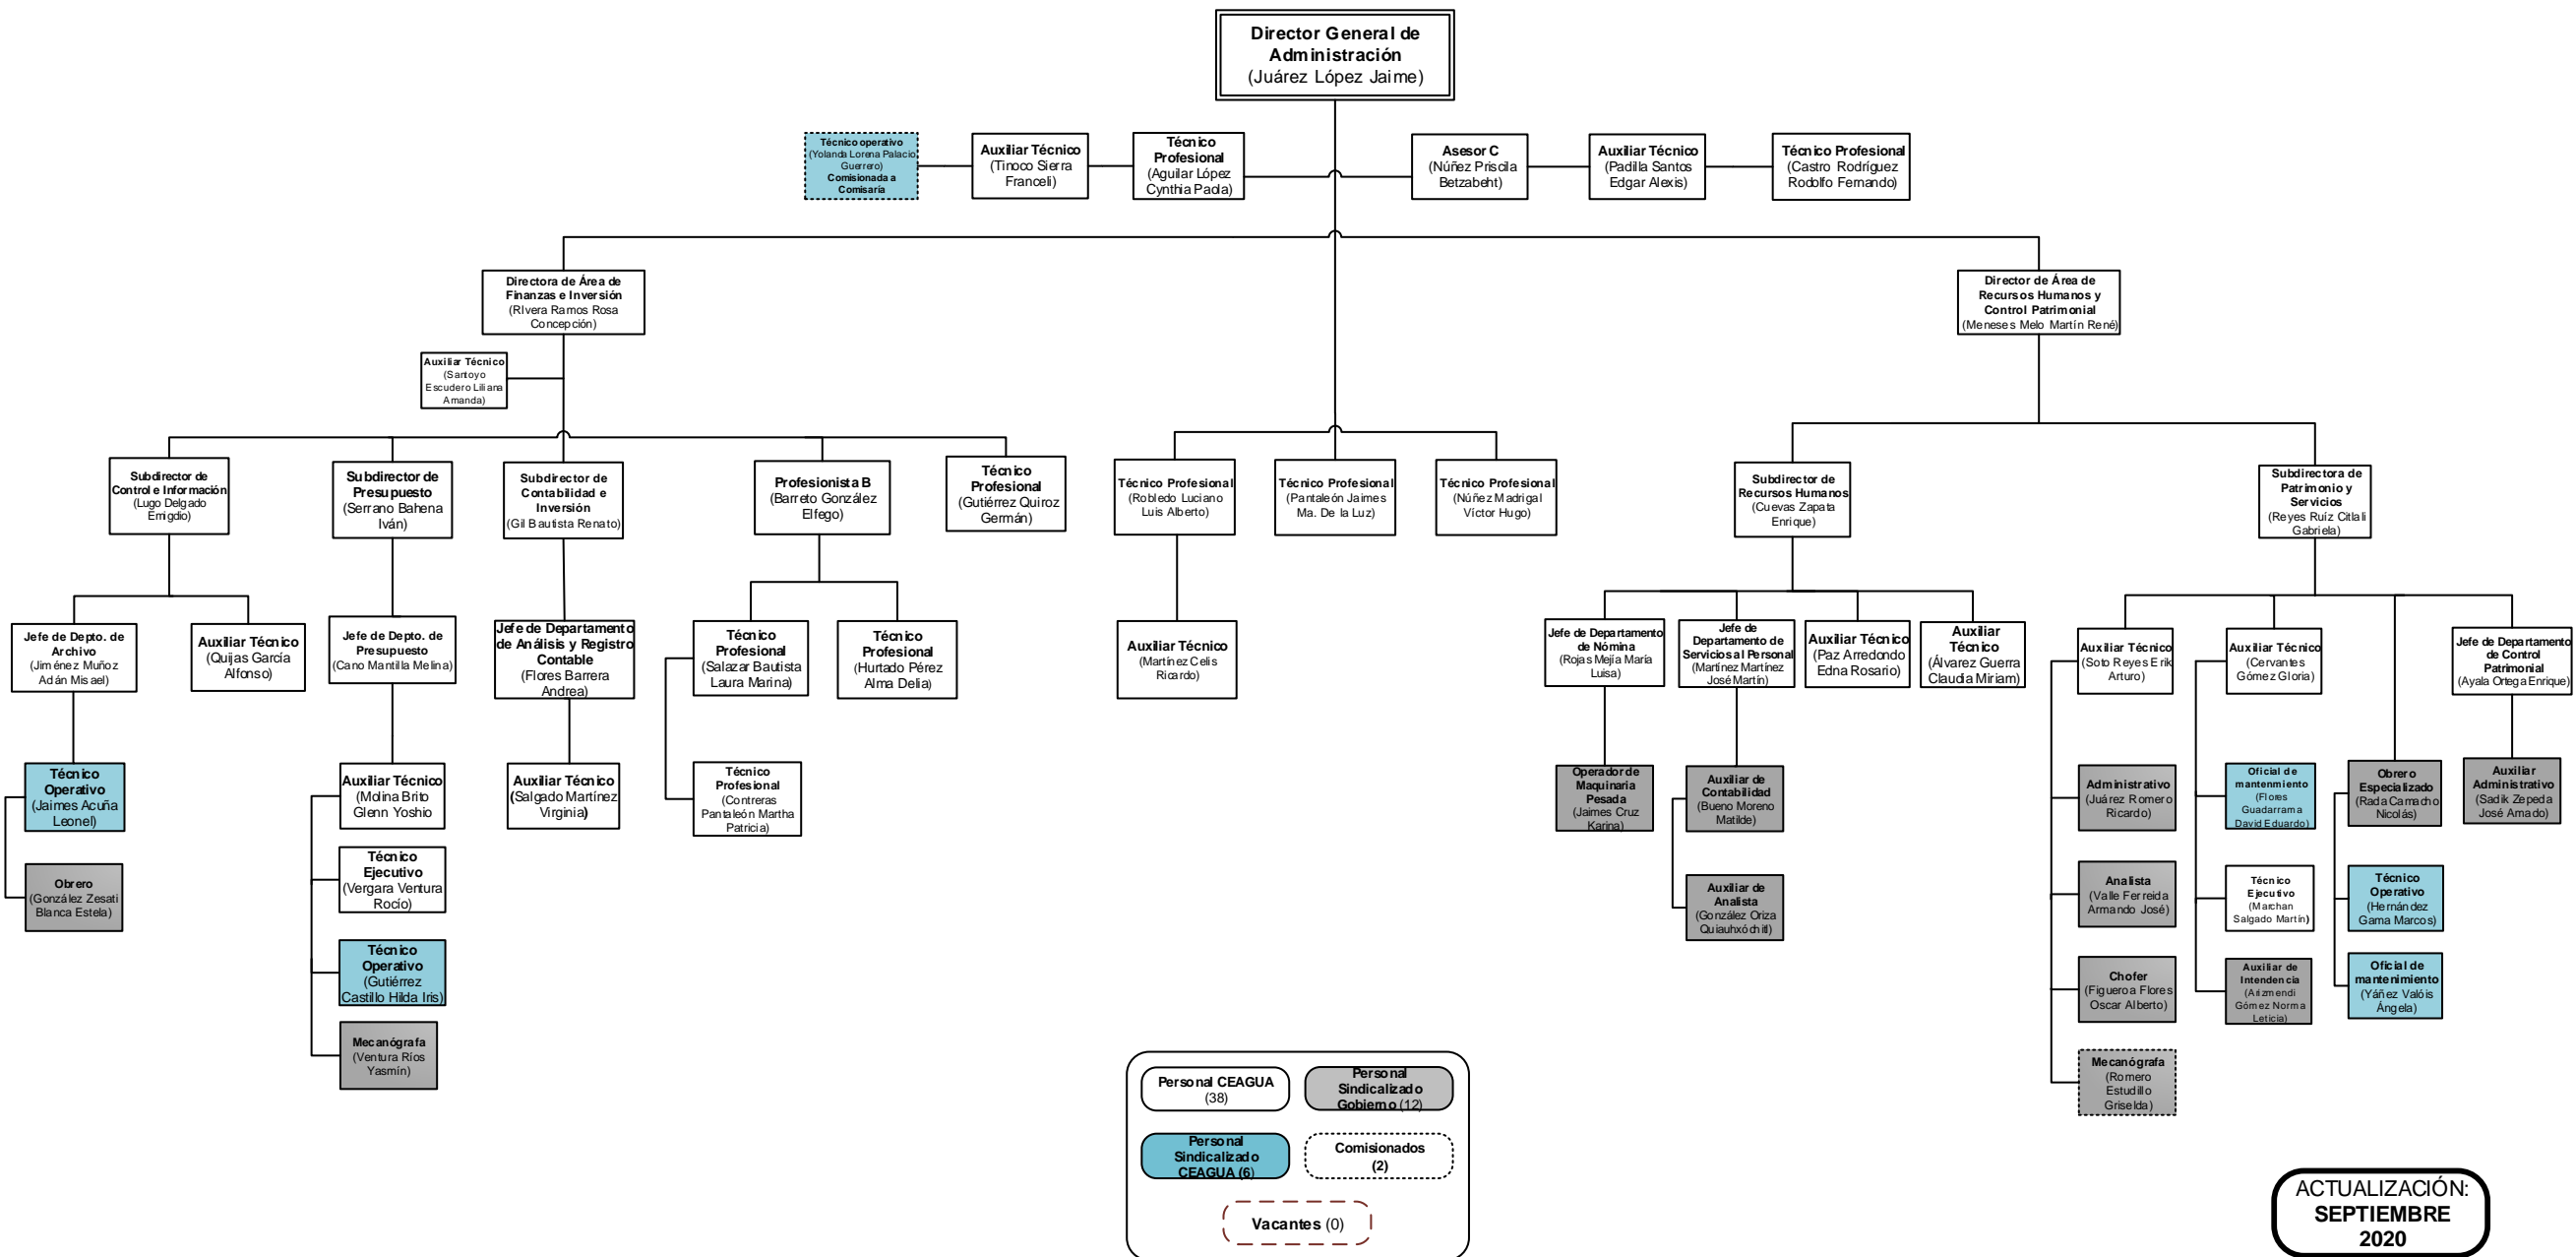 Director General de
Administración
(Juárez López Jaime)
Técnico operativo
(Yolanda Lorena Palacio
Guerrero)
Comisionada a
Comisaría
Auxiliar Técnico
(Tinoco Sierra
Franceli)
Técnico
Profesional
(Aguilar López
Cynthia Paola)
Asesor C
(Núñez Priscila
Betzabeht)
Auxiliar Técnico
(Padilla Santos
Edgar Alexis)
Técnico Profesional
(Castro Rodríguez
Rodolfo Fernando)
Directora de Área de
Finanzas e Inversión
(RIvera Ramos Rosa
Concepción)
Director de Área de
Recursos Humanos y
Control Patrimonial
(Meneses Melo Martín René)
Auxiliar Técnico
(Santoyo
Escudero Liliana
Amanda)
Subdirector de
Control e Información
(Lugo Delgado
Emigdio)
Subdirector de
Presupuesto
(Serrano Bahena
Iván)
Subdirector de
Contabilidad e
Inversión
(Gil Bautista Renato)
Profesionista B
(Barreto González
Elfego)
Técnico
Profesional
(Gutiérrez Quiroz
Germán)
Técnico Profesional
(Robledo Luciano
Luis Alberto)
Técnico Profesional
(Pantaleón Jaimes
Ma. De la Luz)
Técnico Profesional
(Núñez Madrigal
Víctor Hugo)
Subdirector de
Recursos Humanos
(Cuevas Zapata
Enrique)
Subdirectora de
Patrimonio y
Servicios
(Reyes Ruíz Citlali
Gabriela)
Jefe de Depto. de
Archivo
(Jiménez Muñoz
Adán Misael)
Auxiliar Técnico
(Quijas García
Alfonso)
Jefe de Depto. de
Presupuesto
(Cano Mantilla Melina)
Jefe de Departamento
de Análisis y Registro
Contable
(Flores Barrera
Andrea)
Técnico
Profesional
(Salazar Bautista
Laura Marina)
Técnico
Profesional
(Hurtado Pérez
Alma Delia)
Auxiliar Técnico
(Martínez Celis
Ricardo)
Jefe de Departamento
de Nómina
(Rojas Mejía María
Luisa)
Jefe de
Departamento de
Servicios al Personal
(Martínez Martínez
José Martín)
Auxiliar Técnico
(Paz Arredondo
Edna Rosario)
Auxiliar
Técnico
(Álvarez Guerra
Claudia Miriam)
Auxiliar Técnico
(Soto Reyes Erik
Arturo)
Auxiliar Técnico
(Cervantes
Gómez Gloria)
Jefe de Departamento
de Control
Patrimonial
(Ayala Ortega Enrique)
Técnico
Operativo
(Jaimes Acuña
Leonel)
Auxiliar Técnico
(Molina Brito
Glenn Yoshio
Auxiliar Técnico
(Salgado Martínez
Virginia)
Técnico
Profesional
(Contreras
Pantaleón Martha
Patricia)
Operador de
Maquinaria
Pesada
(Jaimes Cruz
Karina)
Auxiliar de
Contabilidad
(Bueno Moreno
Matilde)
Administrativo
(Juárez Romero
Ricardo)
Oficial de
mantenmiento
(Flores
Guadarrama
David Eduardo)
Obrero
Especializado
(Rada Camacho
Nicolás)
Auxiliar
Administrativo
(Sadik Zepeda
José Amado)
Obrero
(González Zesati
Blanca Estela)
Técnico
Ejecutivo
(Vergara Ventura
Rocío)
Auxiliar de
Analista
(González Oriza
Quiauhxóchitl)
Analista
(Valle Ferreida
Armando José)
Técnico
Ejecutivo
(Marchan
Salgado Martín)
Técnico
Operativo
(Hernández
Gama Marcos)
Técnico
Operativo
(Gutiérrez
Castillo Hilda Iris)
Chofer
(Figueroa Flores
Oscar Alberto)
Auxiliar de
Intendencia
(Arizmendi
Gómez Norma
Leticia)
Oficial de
mantenimiento
(Yáñez Valóis
Ángela)
Mecanógrafa
(Ventura Ríos
Yasmín)
Mecanógrafa
(Romero
Estudillo
Griselda)
Personal CEAGUA
(38)
Personal
Sindicalizado
Gobierno (12)
Personal
Sindicalizado
CEAGUA (6)
Comisionados
(2)
Vacantes (0)
ACTUALIZACIÓN:
SEPTIEMBRE
2020